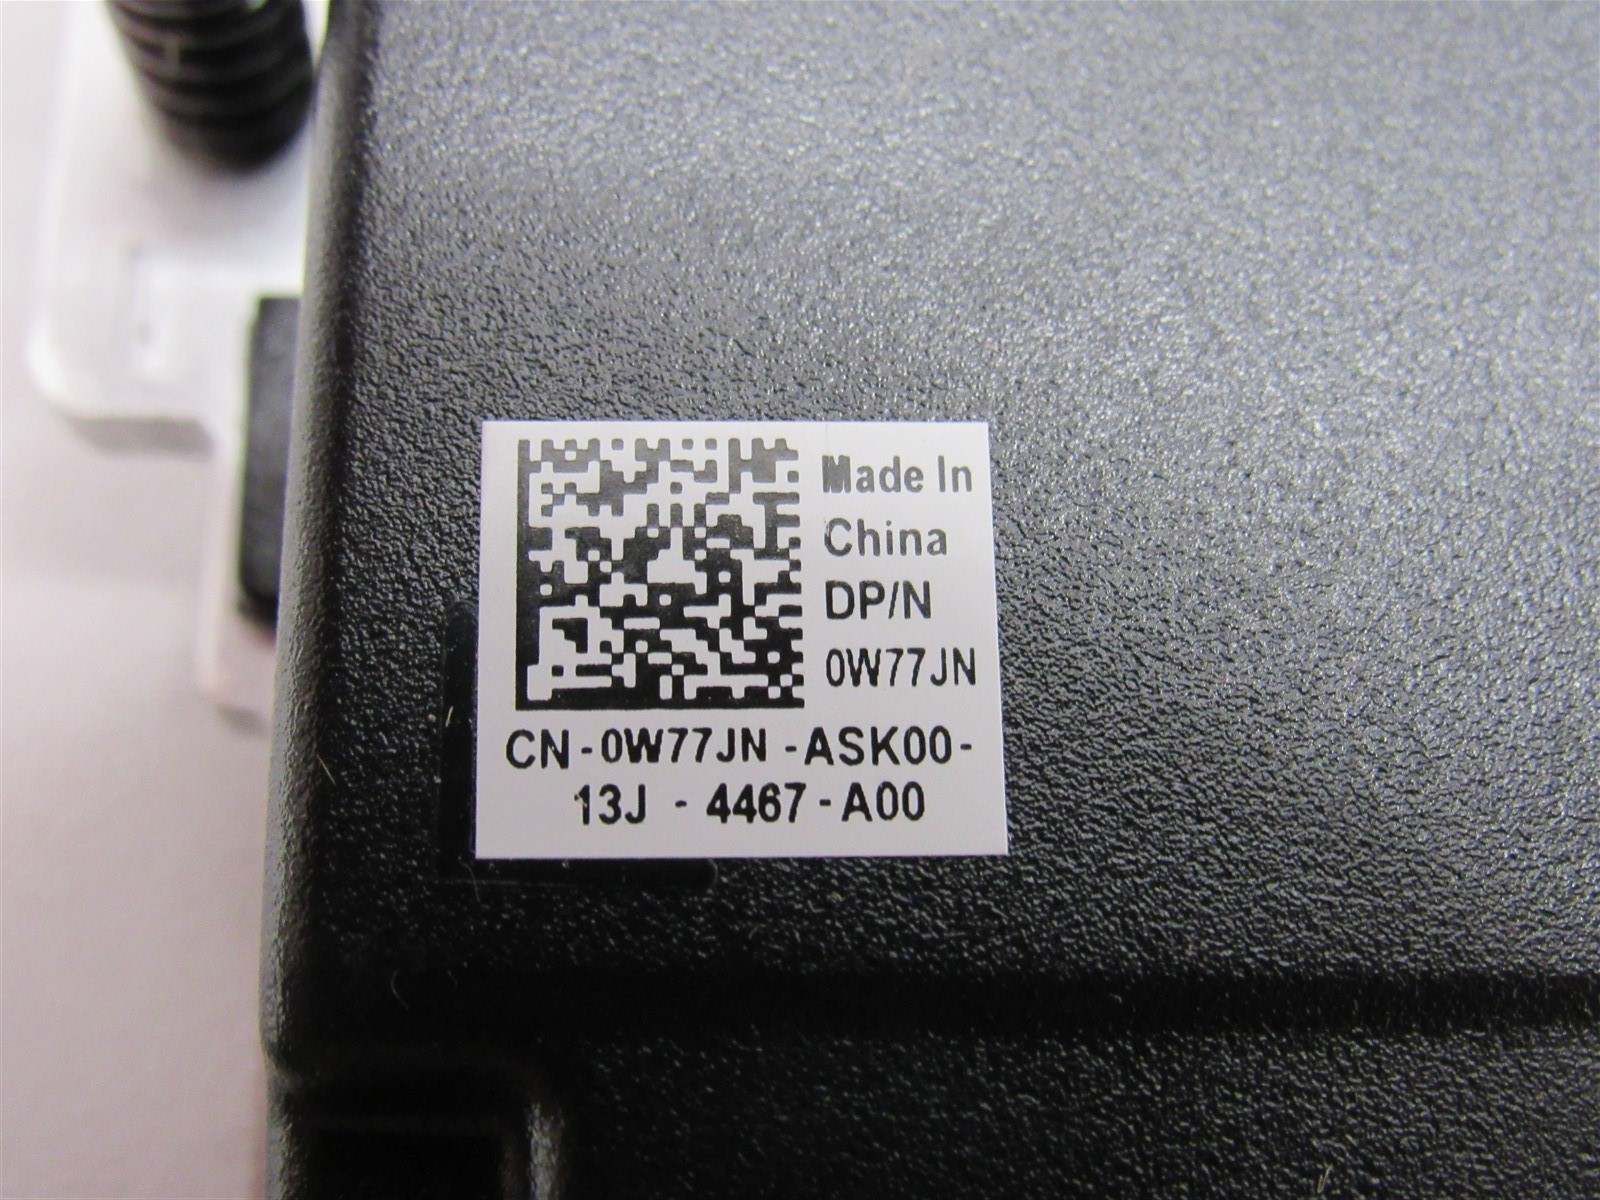 Made In
China
DP/N
0W77JN
CN-0W77JN-ASK00-
13J - 4467-A00